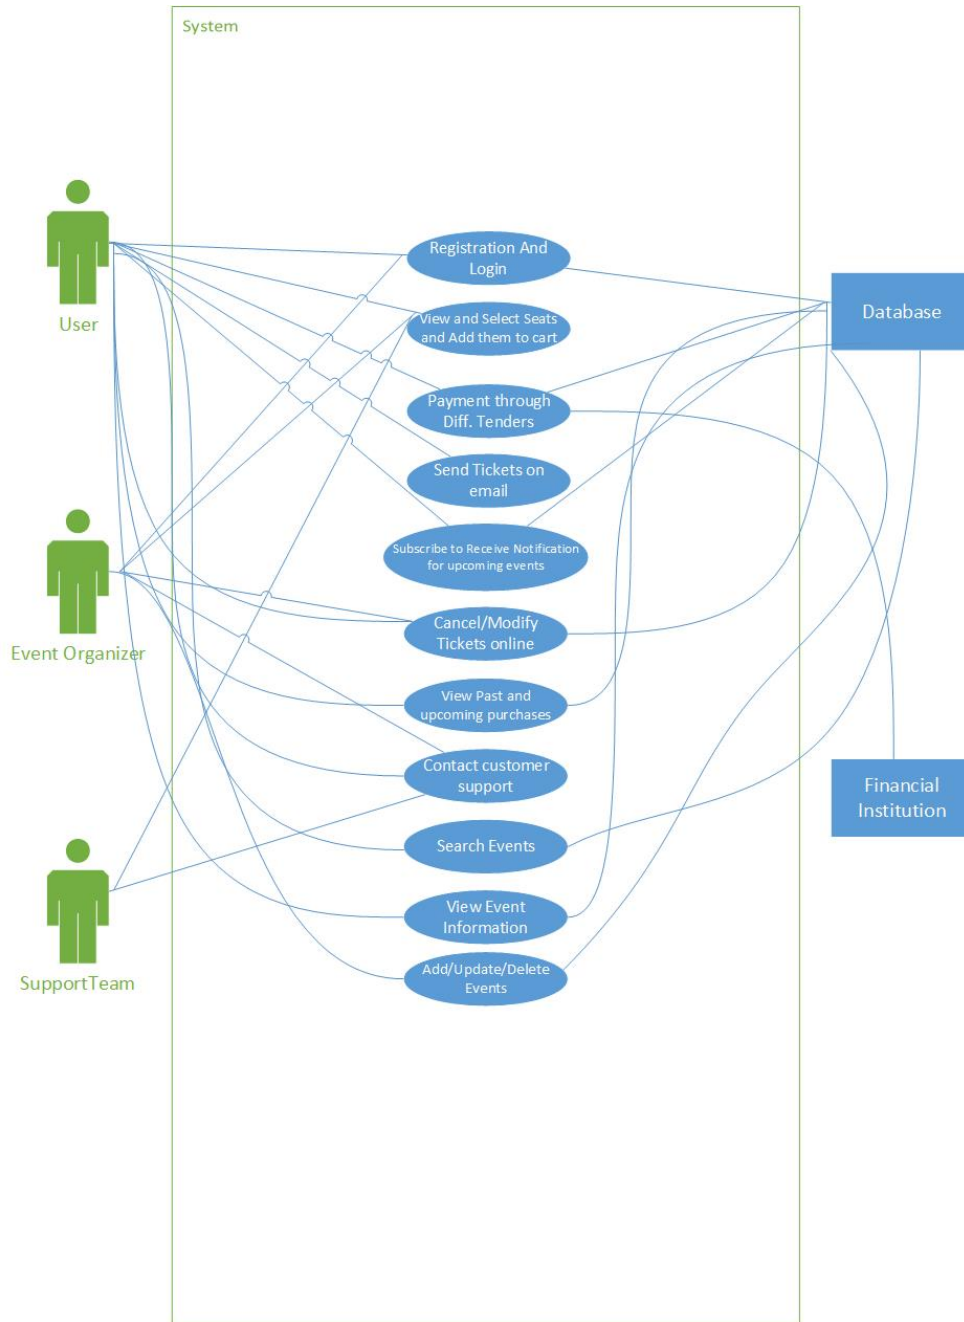 System
User
Registration And
Login
View and Select Seats
and Add them to cart
Database
Payment through
Diff. Tenders
Send Tickets on
email
Subscribe to Receive Notification
for upcoming events
Event Organizer
Cancel/Modify
Tickets online
View Past and
upcoming purchases
Contact customer
support
Financial
Institution
Search Events
View Event
Information
SupportTeam
Add/Update/Delete
Events